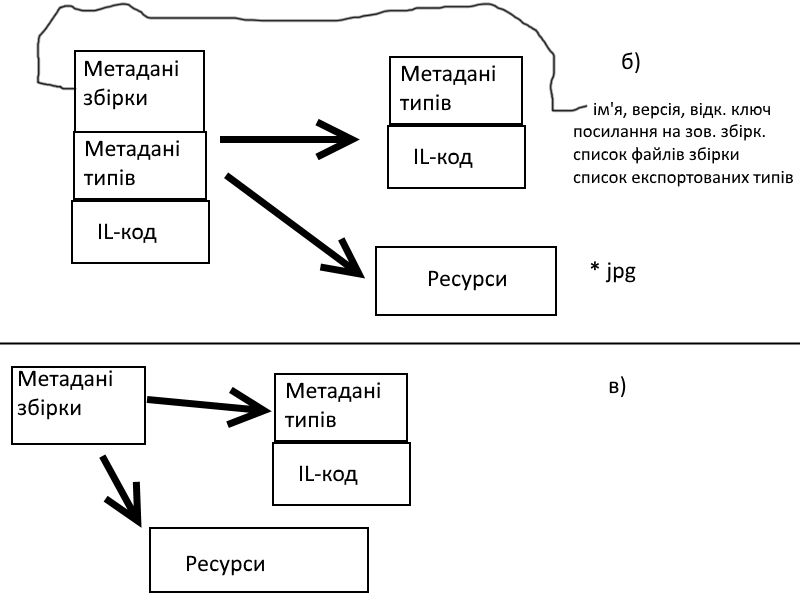 б)
Метадані
збірки
Метадані
типів
IL-код
Метадані
типів
IL-код
ім'я, версія, відк. ключ
посилання на зов. збірк.
список файлів збірки
список експортованих типів
Ресурси
* jpg
в)
Метадані
збірки
Метадані
типів
IL-код
Ресурси